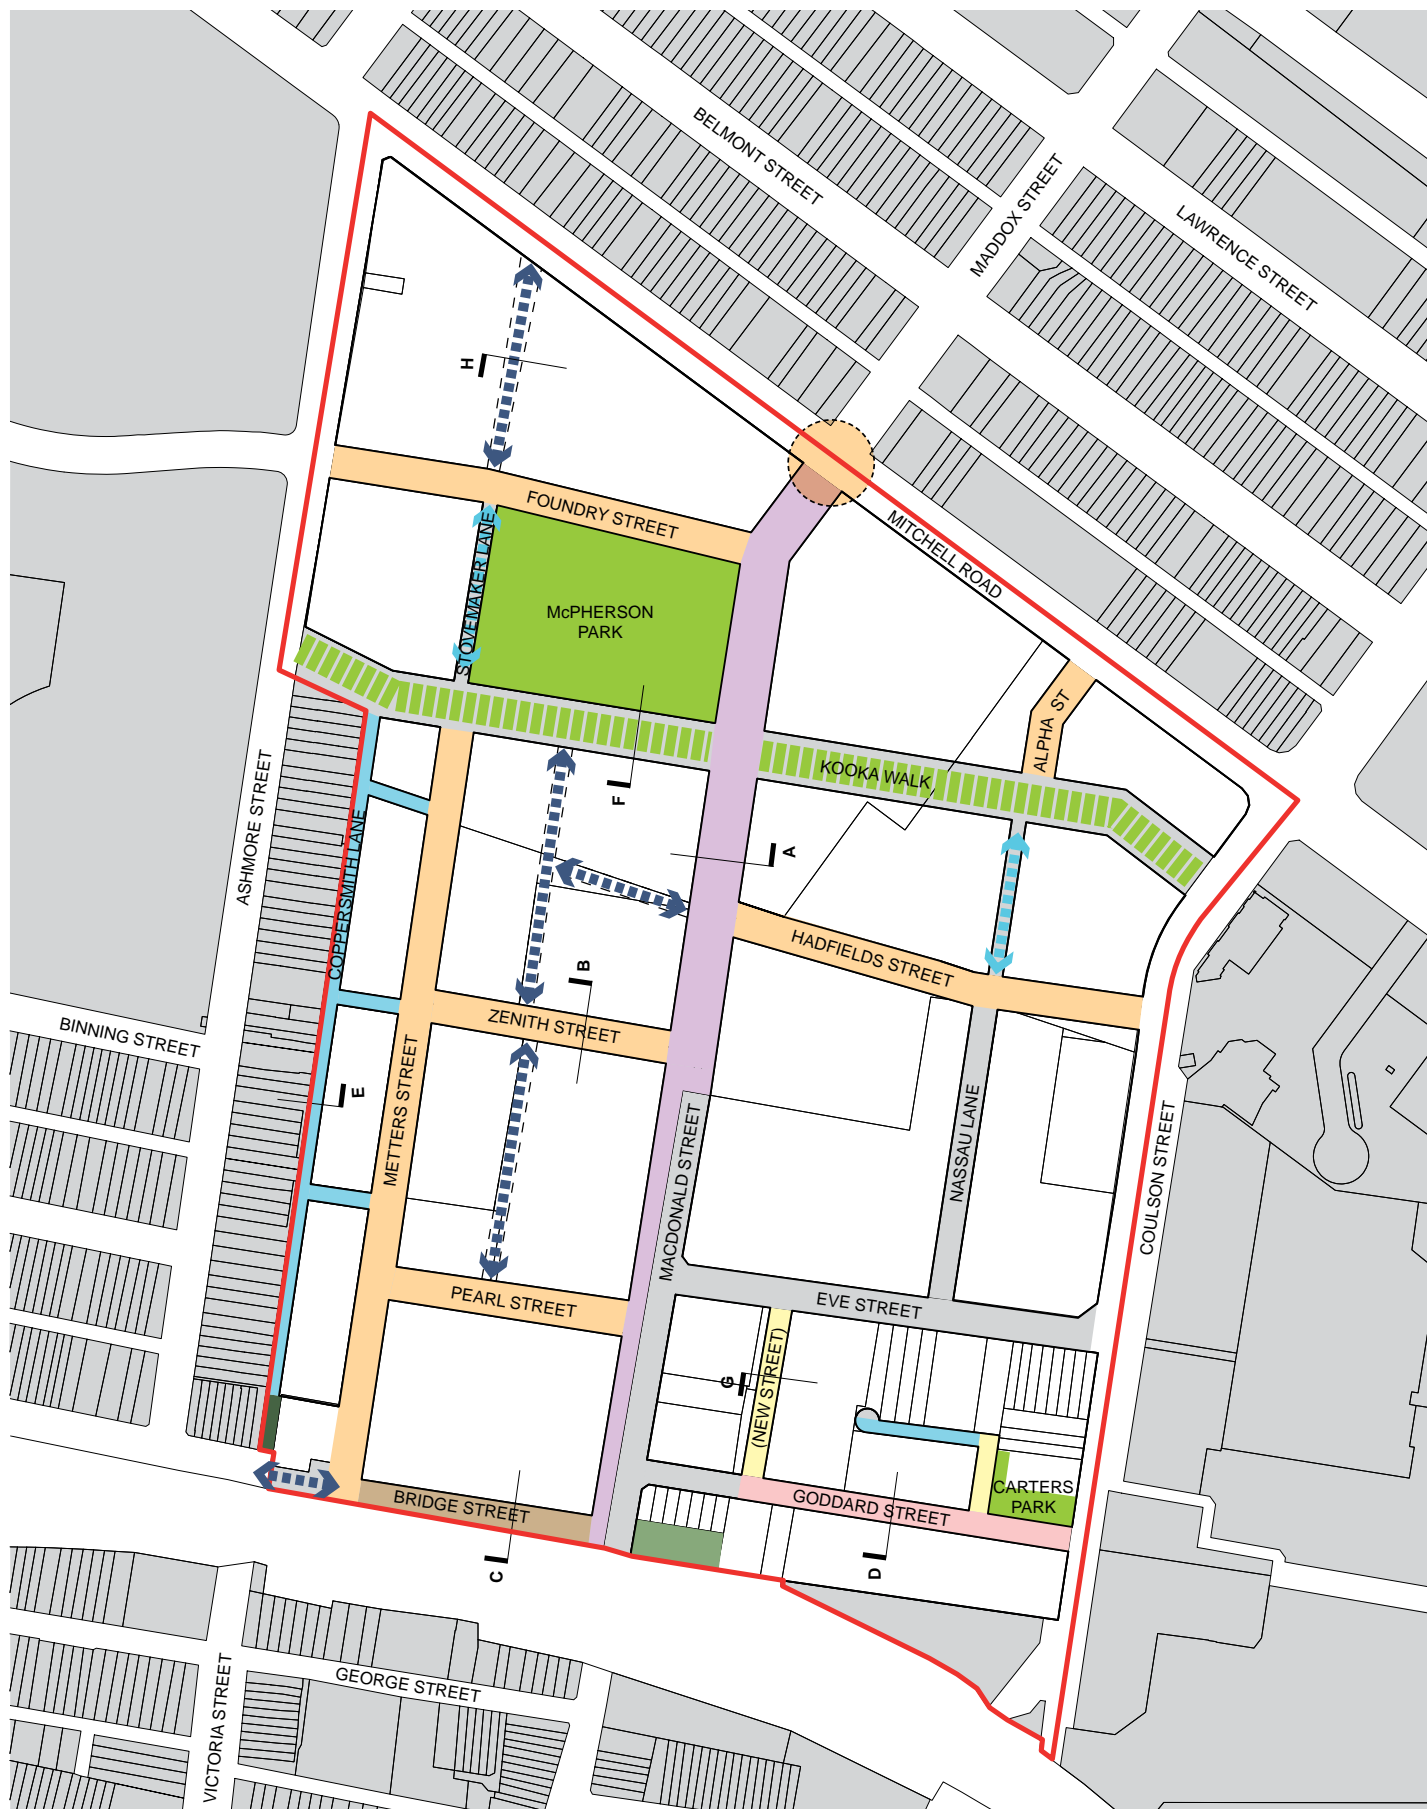 BELMONT STREET
MADDOX STREET
LAWRENCE STREET
H
FOUNDRY STREET
MITCHELL ROAD
STOVEMAKER LANE
McPHERSON
PARK
ALPHA ST
KOOKA WALK
F
A
ASHMORE STREET
COPPERSMITH LANE
HADFIELDS STREET
B
ZENITH STREET
BINNING STREET
E
METTERS STREET
NASSAU LANE
MACDONALD STREET
COULSON STREET
PEARL STREET
EVE STREET
G
(NEW STREET)
CARTERS
PARK
BRIDGE STREET
GODDARD STREET
C
D
GEORGE STREET
VICTORIA STREET